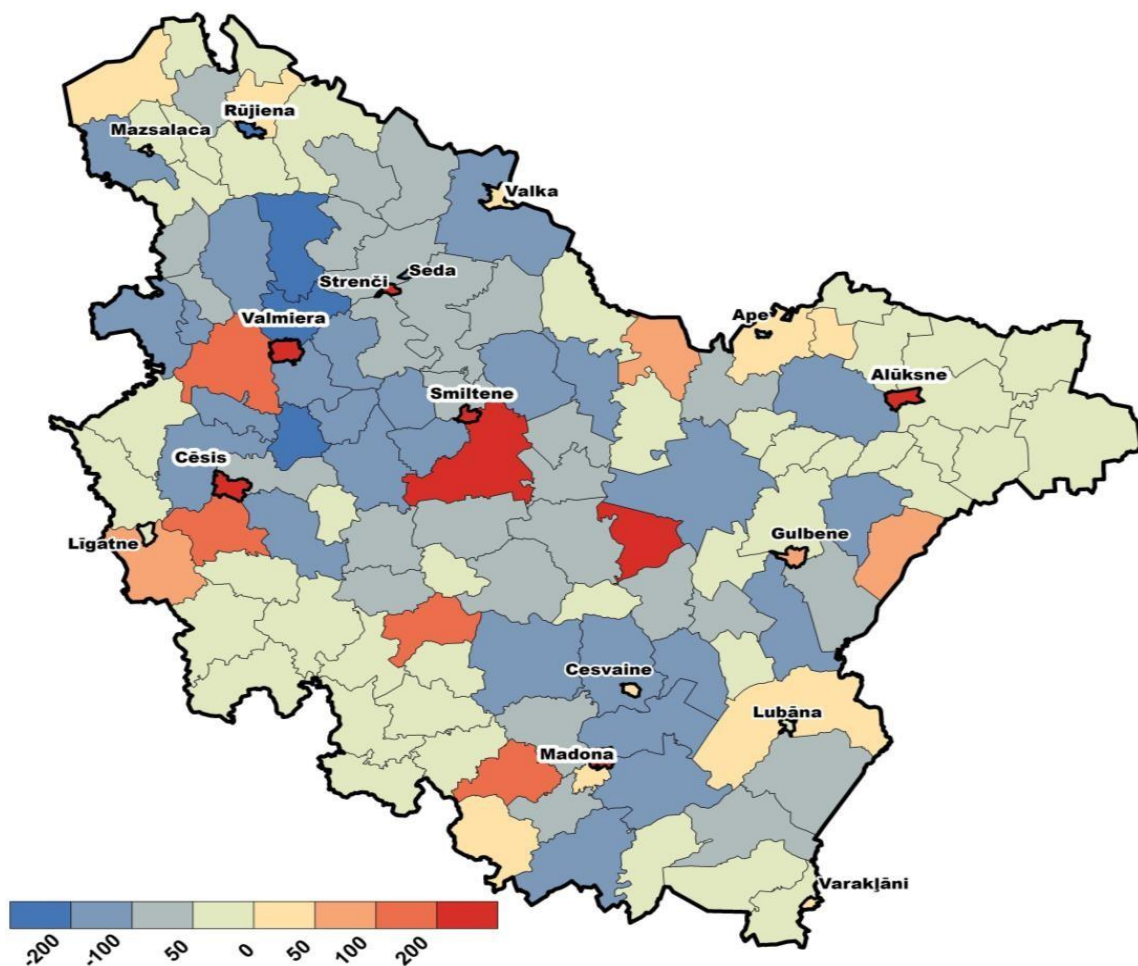 Rūjiena
Mazsalaca
Valka
Seda
Strenči
Valmiera
Ape
Alūksne
Smiltene
Cēsis
Līgatne
Gulbene
Cesvaine
Lubāna
Madona
Varakļāni
-200 -100 50 0 50 100 200